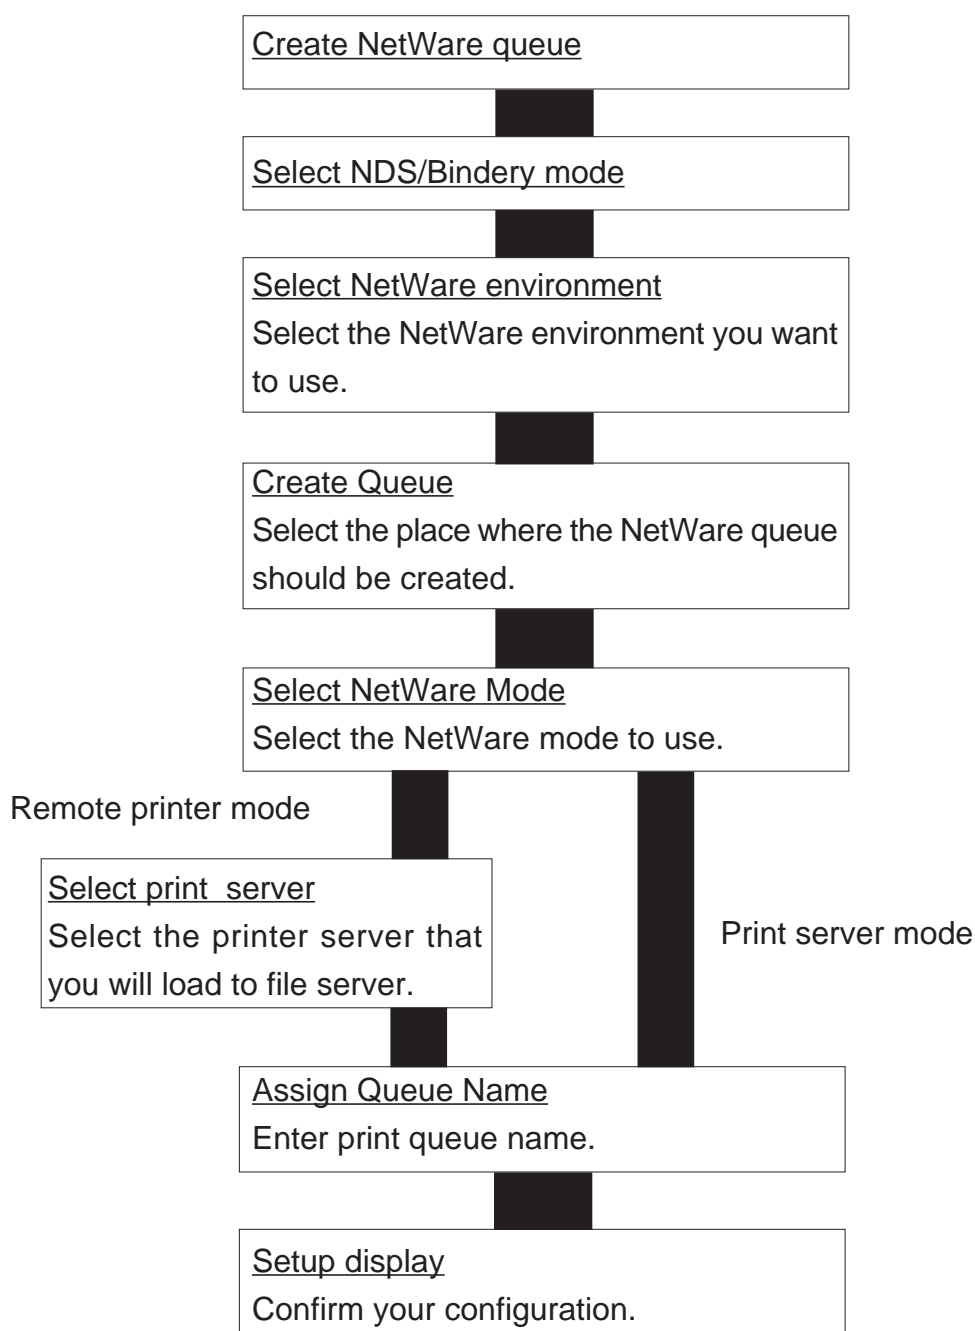 Create NetWare queue
Select NDS/Bindery mode
Select NetWare environment
Select the NetWare environment you want
to use.
Create Queue
Select the place where the NetWare queue
should be created.
Select NetWare Mode
Select the NetWare mode to use.
Remote printer mode
Select print server
Select the printer server that
you will load to file server.
Print server mode
Assign Queue Name
Enter print queue name.
Setup display
Confirm your configuration.